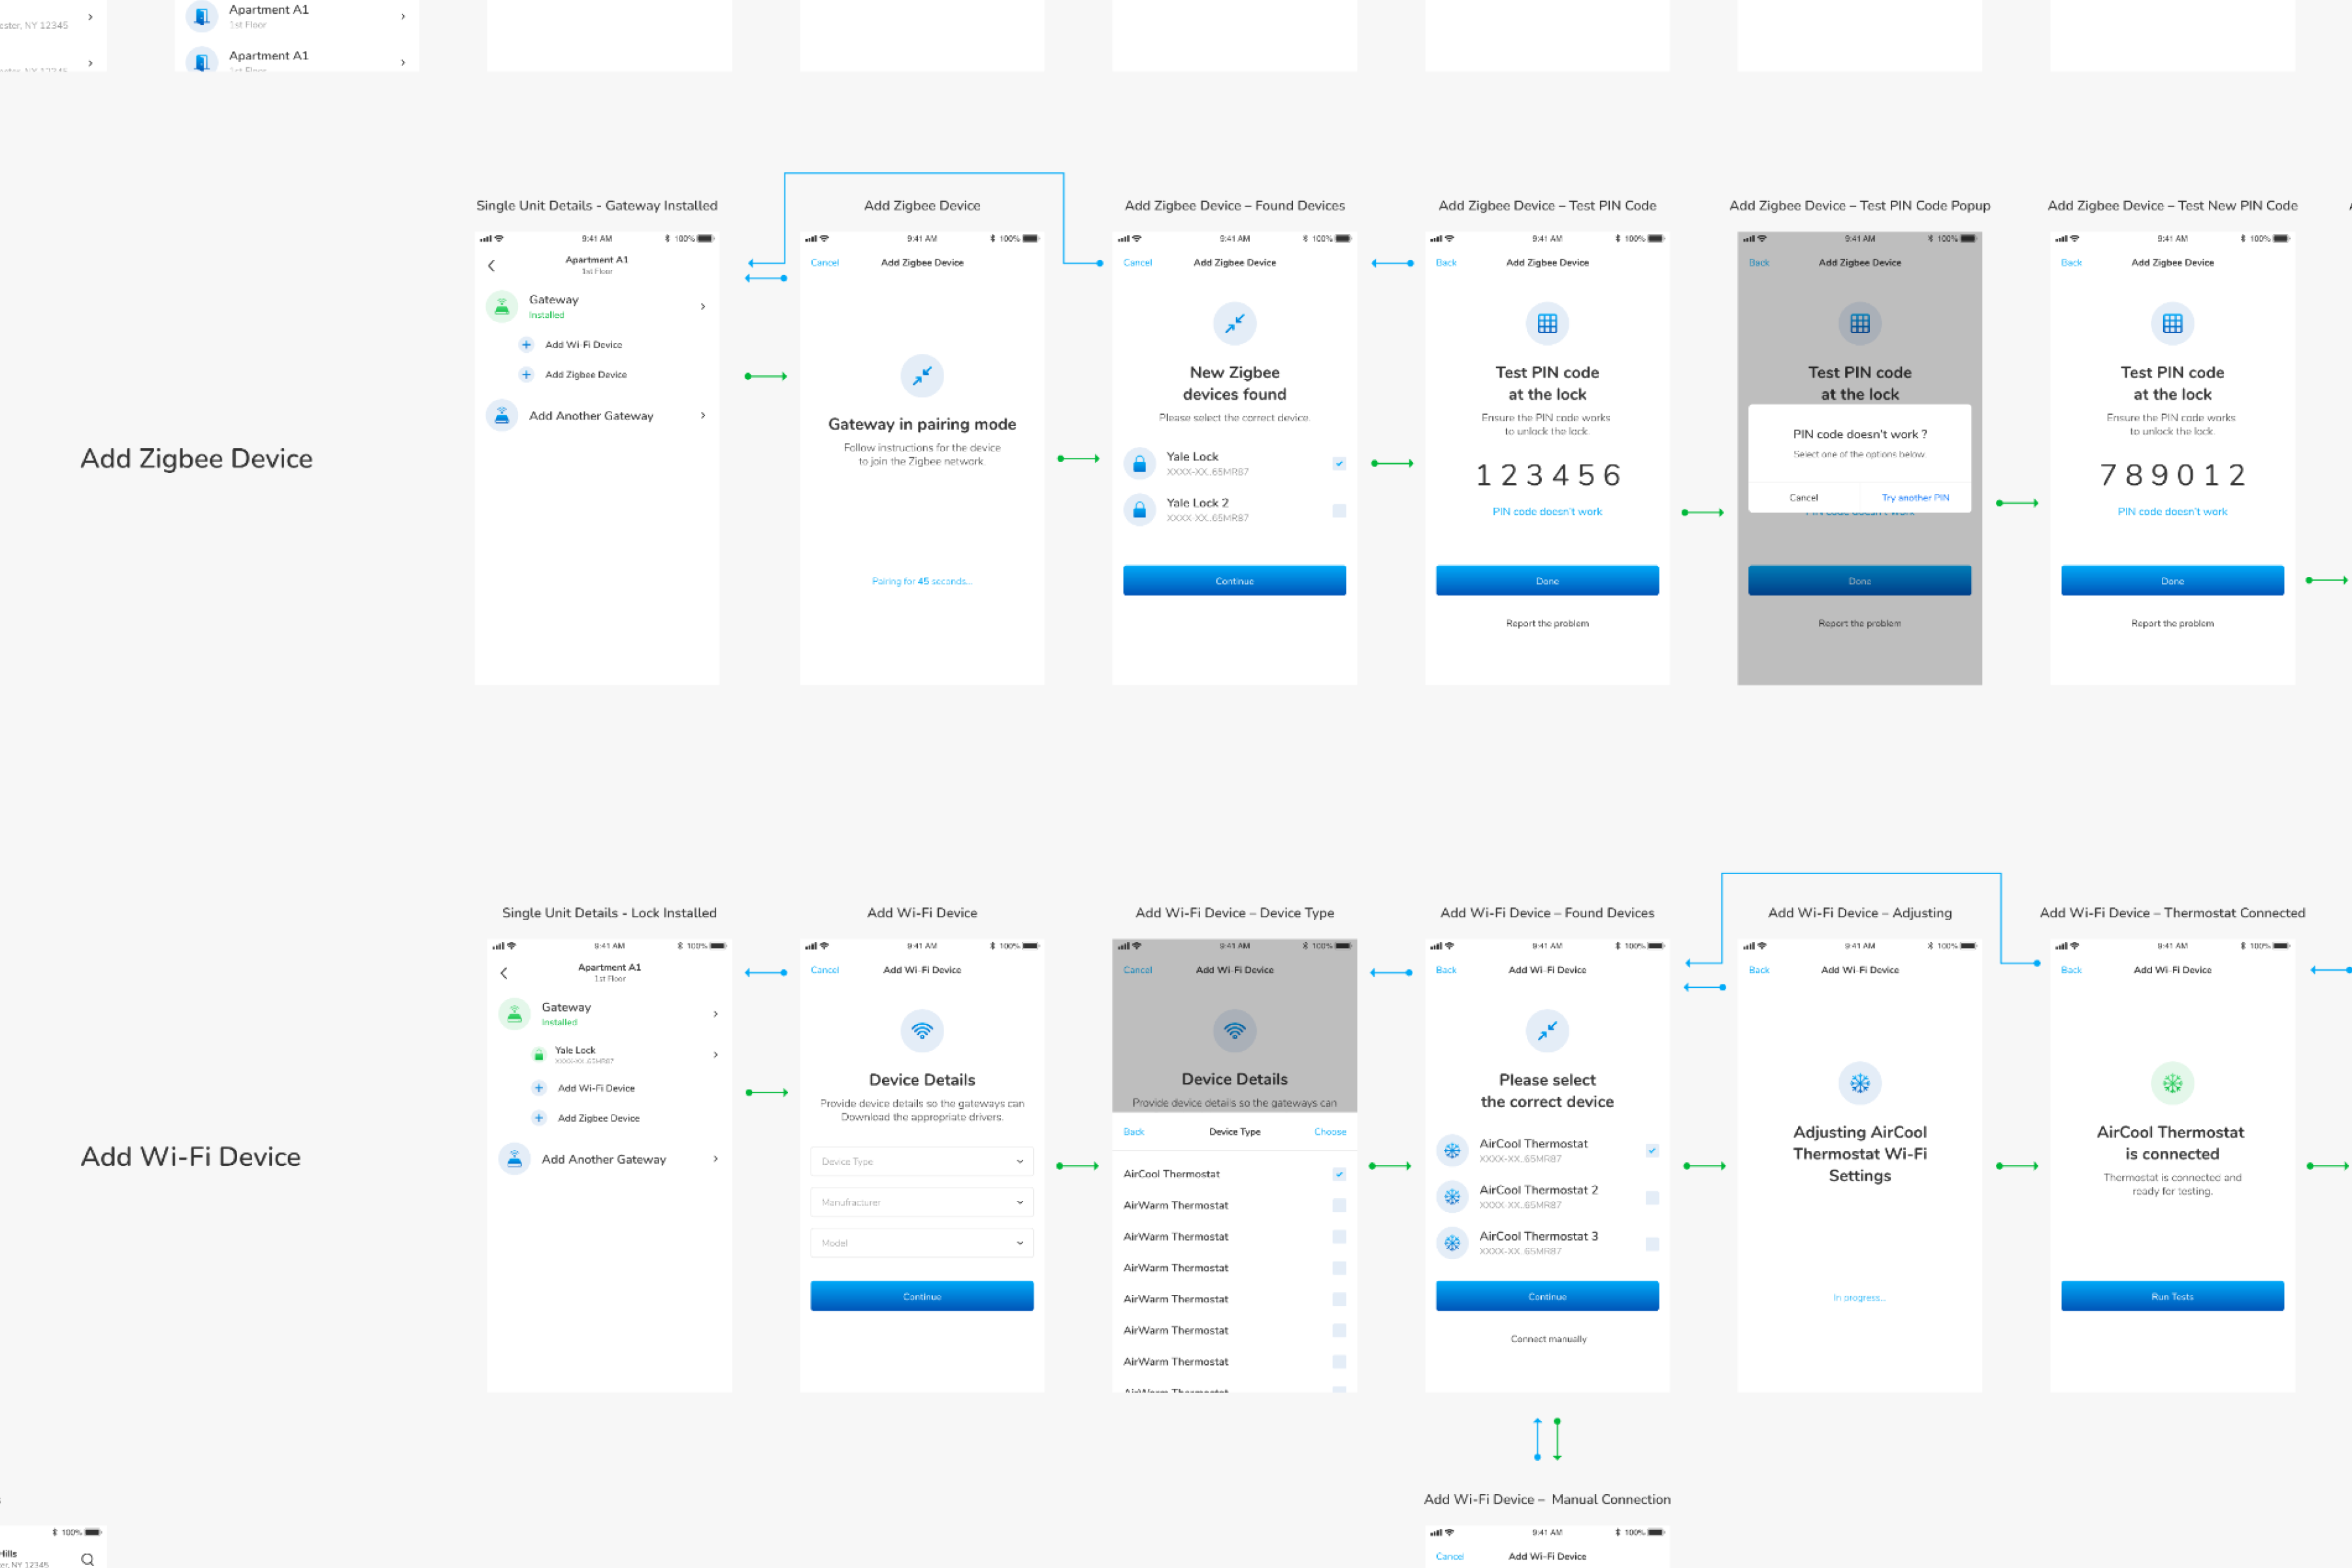 ester, NY 12345
Apartment A1
1st Floor
Apartment A1
Single Unit Details - Gateway Installed
Add Zigbee Device
Add Zigbee Device – Found Devices
Add Zigbee Device – Test PIN Code
Add Zigbee Device – Test PIN Code Popup
Add Zigbee Device – Test New PIN Code
Add Zigbee Device
9:41 AM
100%
Apartment A1
1st Floor
Gateway
Installed
Add Wi-Fi Device
Add Zigbee Device
Add Another Gateway
9:41 AM
100%
Cancel
Add Zigbee Device
Gateway in pairing mode
Follow instructions for the device
to join the Zigbee network.
Pairing for 45 seconds...
9:41 AM
100%
Cancel
Add Zigbee Device
New Zigbee
devices found
Please select the correct device.
Yale Lock
XXXX-XX..65MR87
Yale Lock 2
XXXX-XX..65MR87
Continue
9:41 AM
100%
Back
Add Zigbee Device
Test PIN code
at the lock
Ensure the PIN code works
to unlock the lock.
1 2 3 4 5 6
PIN code doesn't work
Done
Report the problem
9:41 AM
100%
Back
Add Zigbee Device
Test PIN code
at the lock
PIN code doesn't work ?
Select one of the options below.
Cancel
Try another PIN
PIN code doesn't work
Done
Report the problem
9:41 AM
100%
Back
Add Zigbee Device
Test PIN code
at the lock
Ensure the PIN code works
to unlock the lock.
7 8 9 0 1 2
PIN code doesn't work
Done
Report the problem
Single Unit Details - Lock Installed
Add Wi-Fi Device
Add Wi-Fi Device – Device Type
Add Wi-Fi Device – Found Devices
Add Wi-Fi Device – Adjusting
Add Wi-Fi Device – Thermostat Connected
Add Wi-Fi Device
9:41 AM
100%
Apartment A1
1st Floor
Gateway
Installed
Yale Lock
XXXX-XX..65MR87
Add Wi-Fi Device
Add Zigbee Device
Add Another Gateway
9:41 AM
100%
Cancel
Add Wi-Fi Device
Device Details
Provide device details so the gateways can
Download the appropriate drivers.
Device Type
Manufracturer
Model
Continue
9:41 AM
100%
Cancel
Add Wi-Fi Device
Device Details
Provide device details so the gateways can
Back
Device Type
Choose
AirCool Thermostat
AirWarm Thermostat
AirWarm Thermostat
AirWarm Thermostat
AirWarm Thermostat
AirWarm Thermostat
AirWarm Thermostat
AirWarm Thermostat
9:41 AM
100%
Back
Add Wi-Fi Device
Please select
the correct device
AirCool Thermostat
XXXX-XX..65MR87
AirCool Thermostat 2
XXXX-XX..65MR87
AirCool Thermostat 3
XXXX-XX..65MR87
Continue
Connect manually
9:41 AM
100%
Back
Add Wi-Fi Device
Adjusting AirCool
Thermostat Wi-Fi
Settings
In progress...
9:41 AM
100%
Back
Add Wi-Fi Device
AirCool Thermostat
is connected
Thermostat is connected and
ready for testing.
Run Tests
Add Wi-Fi Device – Manual Connection
9:41 AM
100%
Cancel
Add Wi-Fi Device
100%
Hills
er, NY 12345